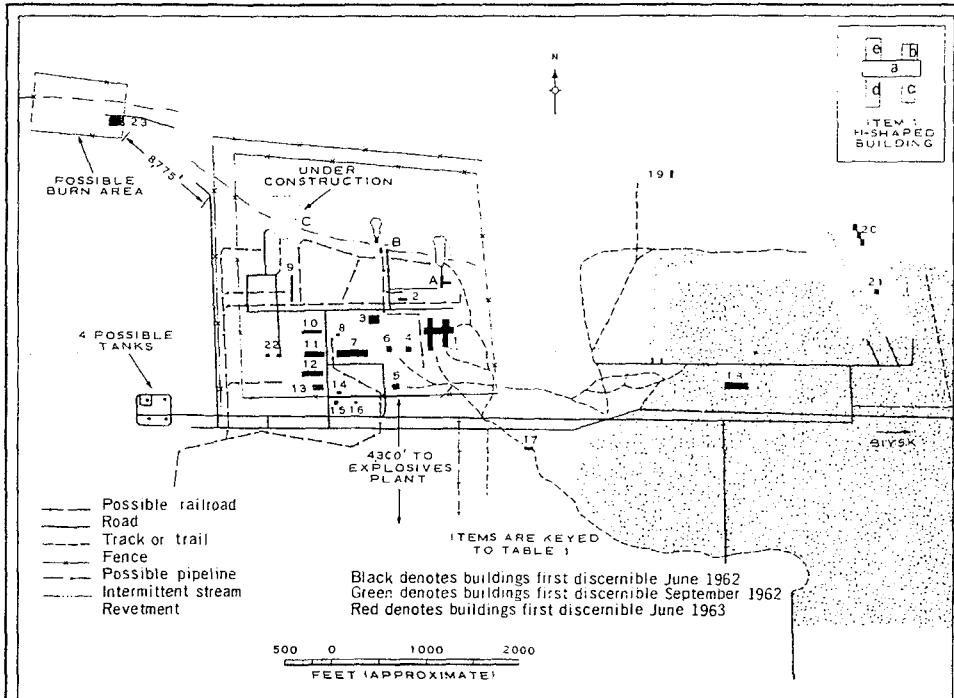 N
e b
a
d c
ITEM 1
H-SHAPED
BUILDING
23
8,775'
POSSIBLE
BURN AREA
UNDER
CONSTRUCTION
C
B
A
19
20
21
9
2
3
10
8
11
7
6
4
22
12
13
14
5
15 16
17
18
4 POSSIBLE
TANKS
4300' TO
EXPLOSIVES
PLANT
BIYSK
Possible railroad
Road
Track or trail
Fence
Possible pipeline
Intermittent stream
Revetment
ITEMS ARE KEYED
TO TABLE 1
Black denotes buildings first discernible June 1962
Green denotes buildings first discernible September 1962
Red denotes buildings first discernible June 1963
500 0 1000 2000
FEET (APPROXIMATE)